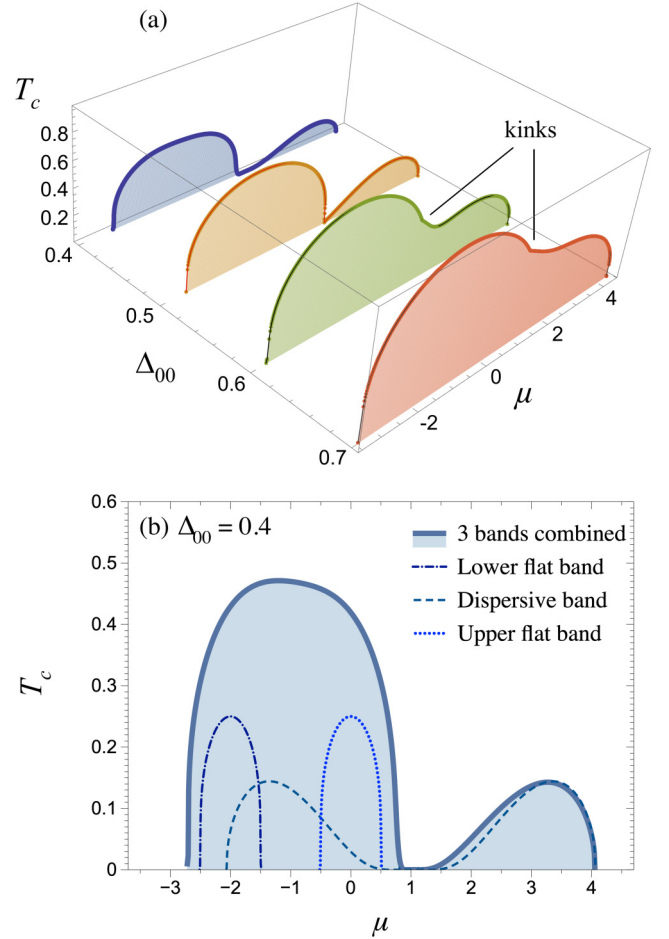 (a)
T_c
0.8
0.6
0.4
0.2
0.4
0.5
0.6
0.7
Δ₀₀
kinks
4
2
0
-2
μ
(b) Δ₀₀ = 0.4
3 bands combined
Lower flat band
Dispersive band
Upper flat band
T_c
0.6
0.5
0.4
0.3
0.2
0.1
0
−3 −2 −1 0 1 2 3 4
μ